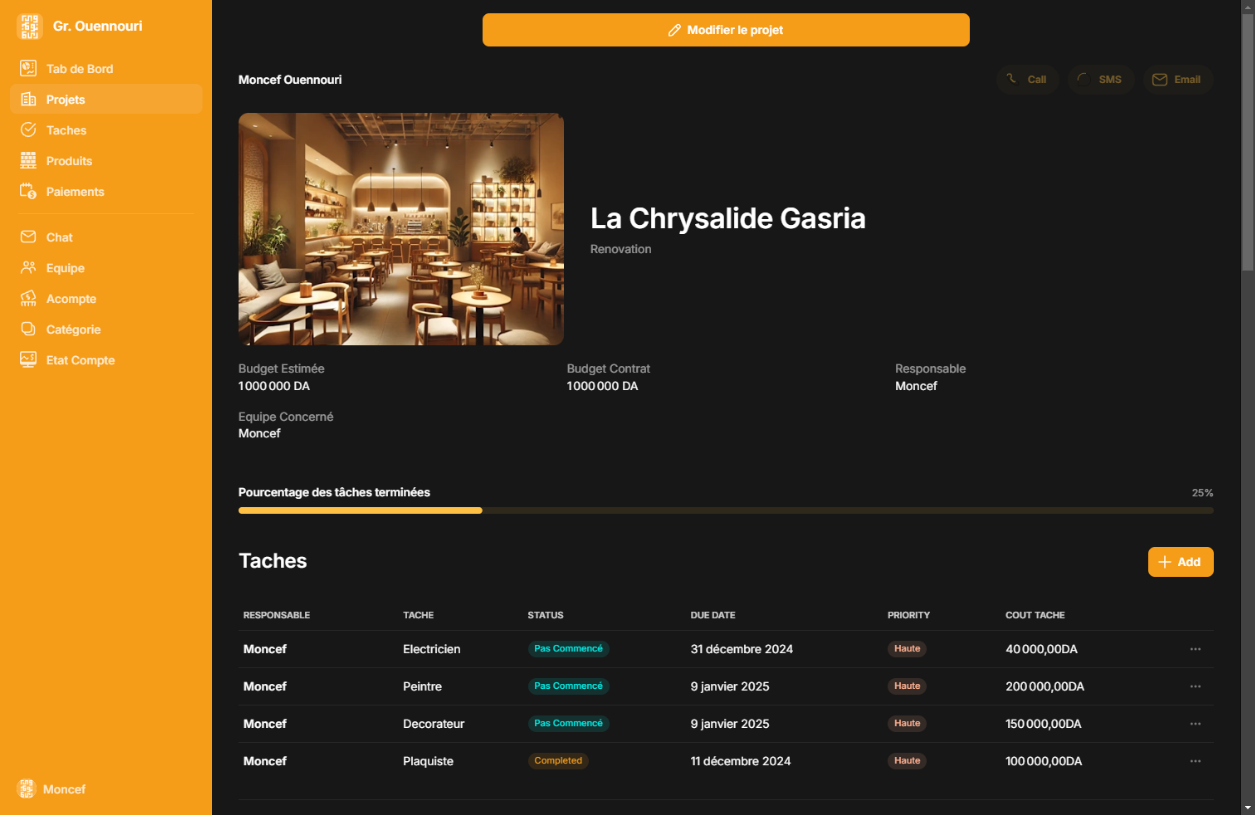 Gr. Ouennouri
Tab de Bord
Projets
Taches
Produits
Paiements
Chat
Equipe
Acompte
Catégorie
Etat Compte
Moncef
Modifier le projet
Moncef Ouennouri
Call SMS Email
La Chrysalide Gasria
Renovation
Budget Estimée Budget Contrat Responsable
1 000 000 DA 1 000 000 DA Moncef
Equipe Concerné
Moncef
Pourcentage des tâches terminées 25%
Taches
Add
RESPONSABLE TACHE STATUS DUE DATE PRIORITY COUT TACHE
Moncef Electricien Pas Commencé 31 décembre 2024 Haute 40 000,00DA
Moncef Peintre Pas Commencé 9 janvier 2025 Haute 200 000,00DA
Moncef Decorateur Pas Commencé 9 janvier 2025 Haute 150 000,00DA
Moncef Plaquiste Completed 11 décembre 2024 Haute 100 000,00DA